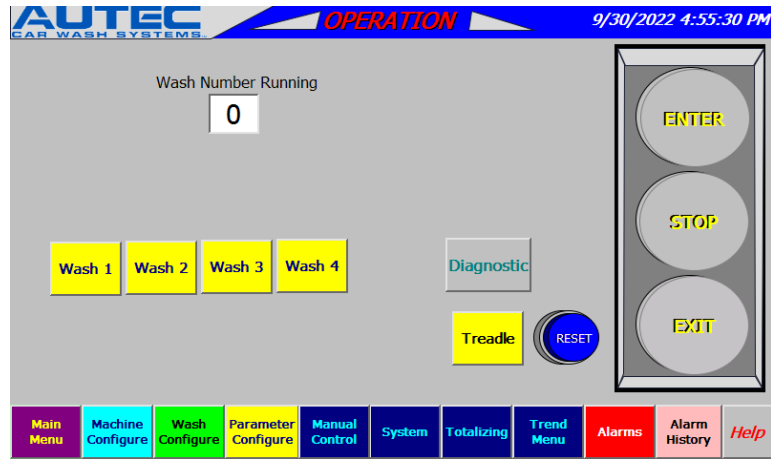 AUTEC
CAR WASH SYSTEMS
OPERATION
9/30/2022 4:55:30 PM
Wash Number Running
0
ENTER
STOP
EXIT
Wash 1 Wash 2 Wash 3 Wash 4
Diagnostic
Treadle
RESET
Main
Menu
Machine
Configure
Wash
Configure
Parameter
Configure
Manual
Control
System
Totalizing
Trend
Menu
Alarms
Alarm
History
Help